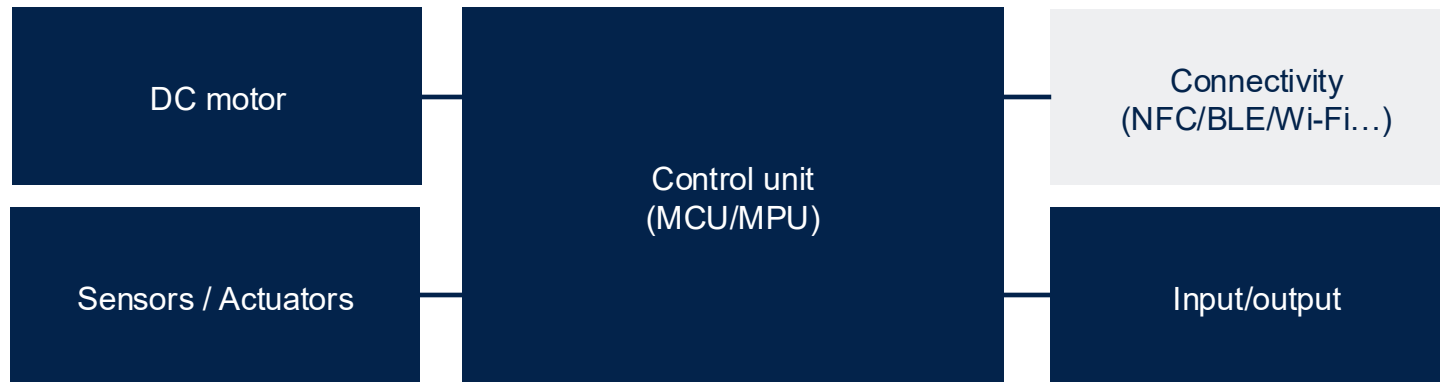 DC motor
Connectivity
(NFC/BLE/Wi-Fi…)
Control unit
(MCU/MPU)
Sensors / Actuators
Input/output